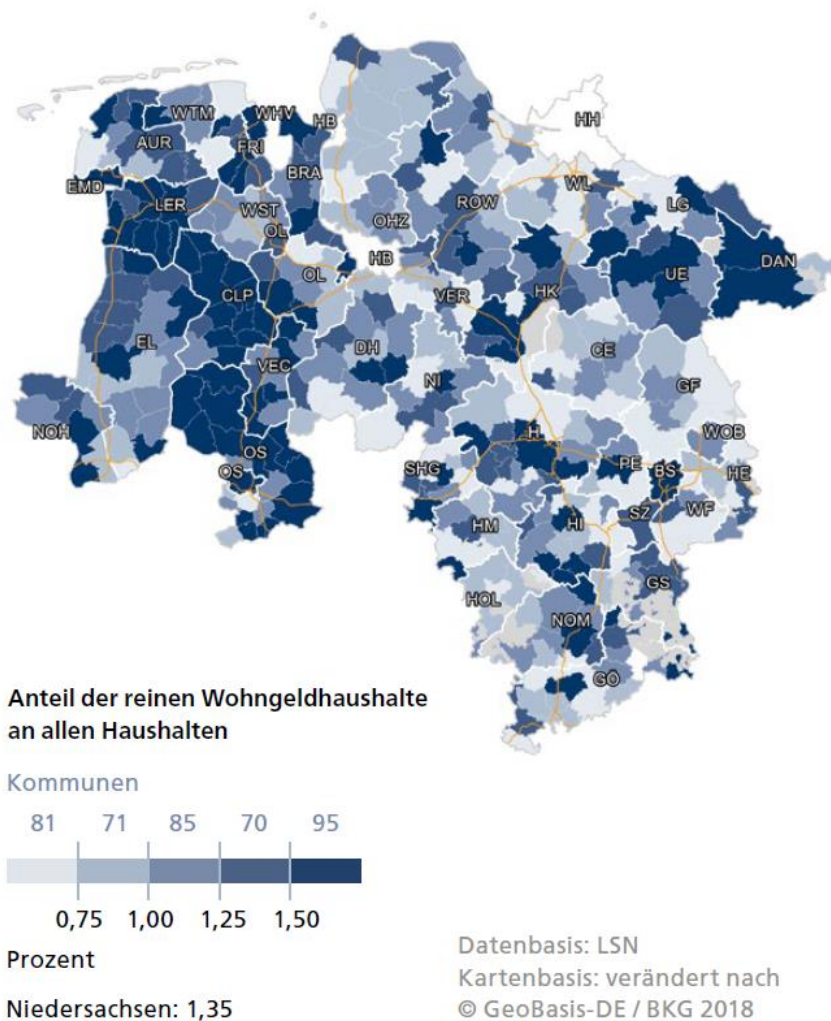 HH
WTM
WHV
HB
AUR
FRI
BRA
EMD
LER
WST
OL
OHZ
ROW
WL
LG
HB
OL
CLP
VER
HK
UE
DAN
EL
VEC
DH
NI
CE
GF
NOH
OS
OS
H
WOB
SHG
PE
BS
HE
HM
HI
SZ
WF
HOL
NOM
GS
GÖ
Anteil der reinen Wohngeldhaushalte
an allen Haushalten
Kommunen
81 71 85 70 95
0,75 1,00 1,25 1,50
Prozent
Niedersachsen: 1,35
Datenbasis: LSN
Kartenbasis: verändert nach
© GeoBasis-DE / BKG 2018